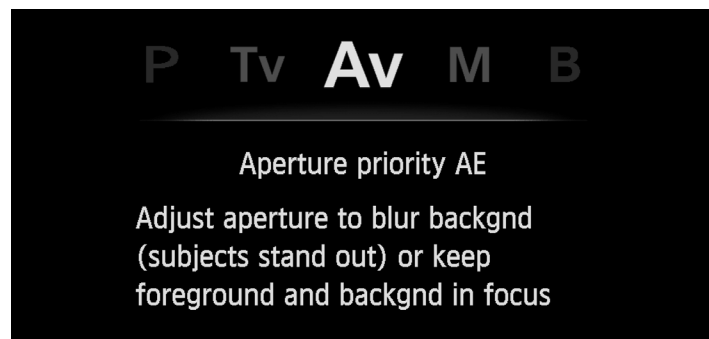 P Tv Av M B
Aperture priority AE
Adjust aperture to blur backgnd
(subjects stand out) or keep
foreground and backgnd in focus